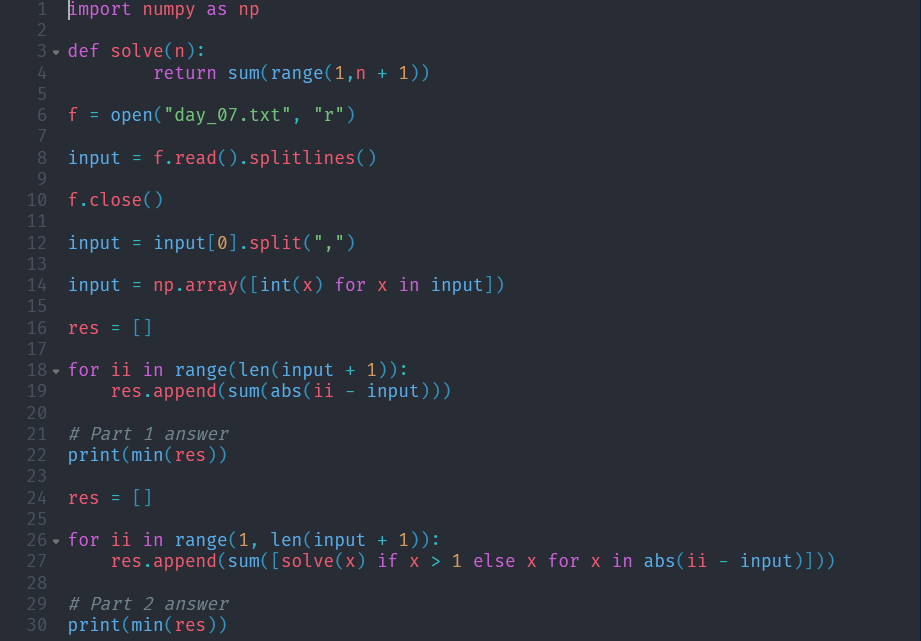 1 import numpy as np
2
3 def solve(n):
4         return sum(range(1,n + 1))
5
6 f = open("day_07.txt", "r")
7
8 input = f.read().splitlines()
9
10 f.close()
11
12 input = input[0].split(",")
13
14 input = np.array([int(x) for x in input])
15
16 res = []
17
18 for ii in range(len(input + 1)):
19     res.append(sum(abs(ii - input)))
20
21 # Part 1 answer
22 print(min(res))
23
24 res = []
25
26 for ii in range(1, len(input + 1)):
27     res.append(sum([solve(x) if x > 1 else x for x in abs(ii - input)]))
28
29 # Part 2 answer
30 print(min(res))